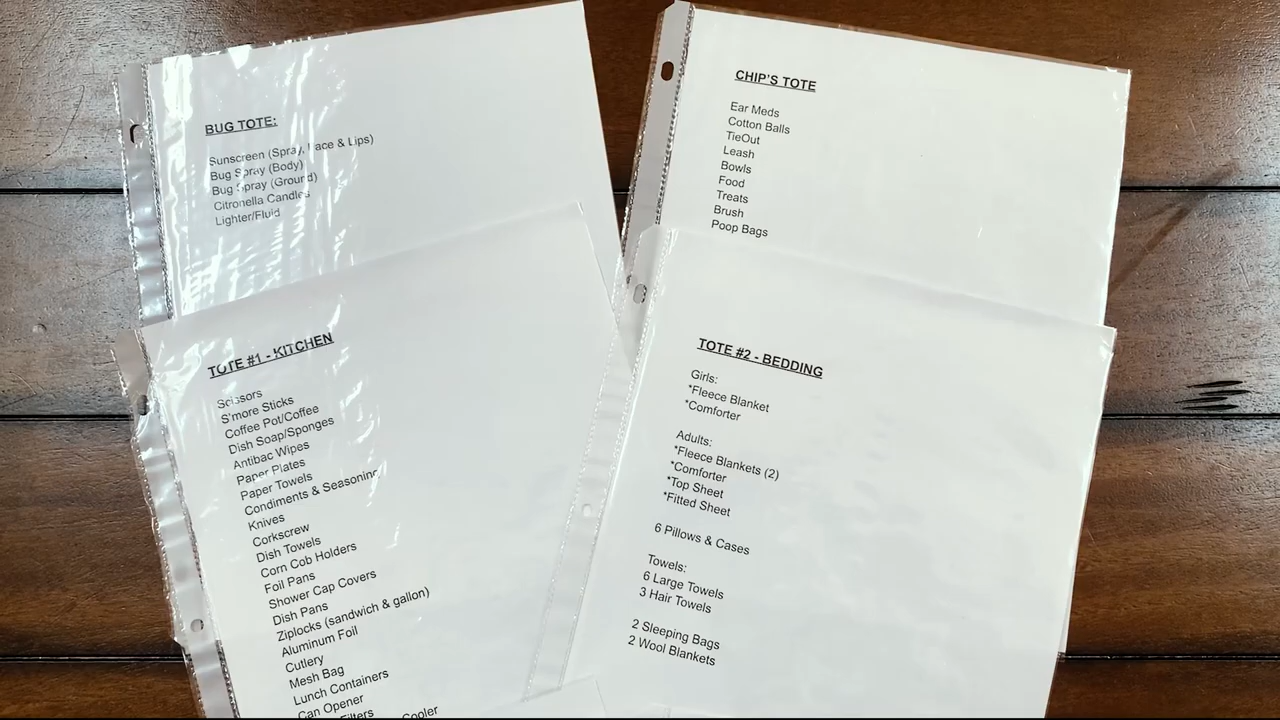 BUG TOTE:
Sunscreen (Spray, Face & Lips)
Bug Spray (Body)
Bug Spray (Ground)
Citronella Candles
Lighter/Fluid
CHIP'S TOTE
Ear Meds
Cotton Balls
TieOut
Leash
Bowls
Food
Treats
Brush
Poop Bags
TOTE #1 - KITCHEN
Scissors
S'more Sticks
Coffee Pot/Coffee
Dish Soap/Sponges
Antibac Wipes
Paper Plates
Paper Towels
Condiments & Seasoning
Knives
Corkscrew
Dish Towels
Corn Cob Holders
Foil Pans
Shower Cap Covers
Dish Pans
Ziplocks (sandwich & gallon)
Aluminum Foil
Cutlery
Mesh Bag
Lunch Containers
Can Opener
Filters
Cooler
TOTE #2 - BEDDING
Girls:
*Fleece Blanket
*Comforter
Adults:
*Fleece Blankets (2)
*Comforter
*Top Sheet
*Fitted Sheet
6 Pillows & Cases
Towels:
6 Large Towels
3 Hair Towels
2 Sleeping Bags
2 Wool Blankets